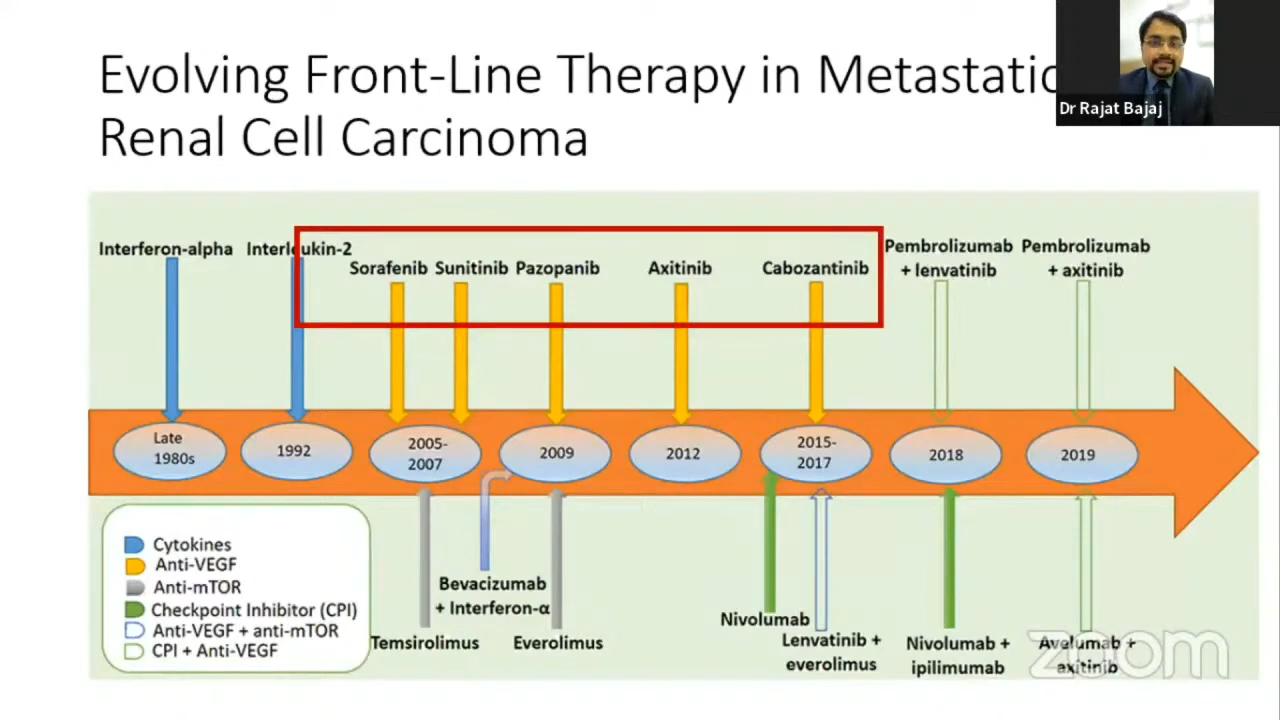 Evolving Front-Line Therapy in Metastatic
Renal Cell Carcinoma
Dr Rajat Bajaj
Interferon-alpha
Interleukin-2
Sorafenib
Sunitinib
Pazopanib
Axitinib
Cabozantinib
Pembrolizumab
+ lenvatinib
Pembrolizumab
+ axitinib
Late
1980s
1992
2005-
2007
2009
2012
2015-
2017
2018
2019
Cytokines
Anti-VEGF
Anti-mTOR
Checkpoint Inhibitor (CPI)
Anti-VEGF + anti-mTOR
CPI + Anti-VEGF
Temsirolimus
Bevacizumab
+ Interferon-α
Everolimus
Nivolumab
Lenvatinib +
everolimus
Nivolumab +
ipilimumab
Avelumab +
axitinib
zoom